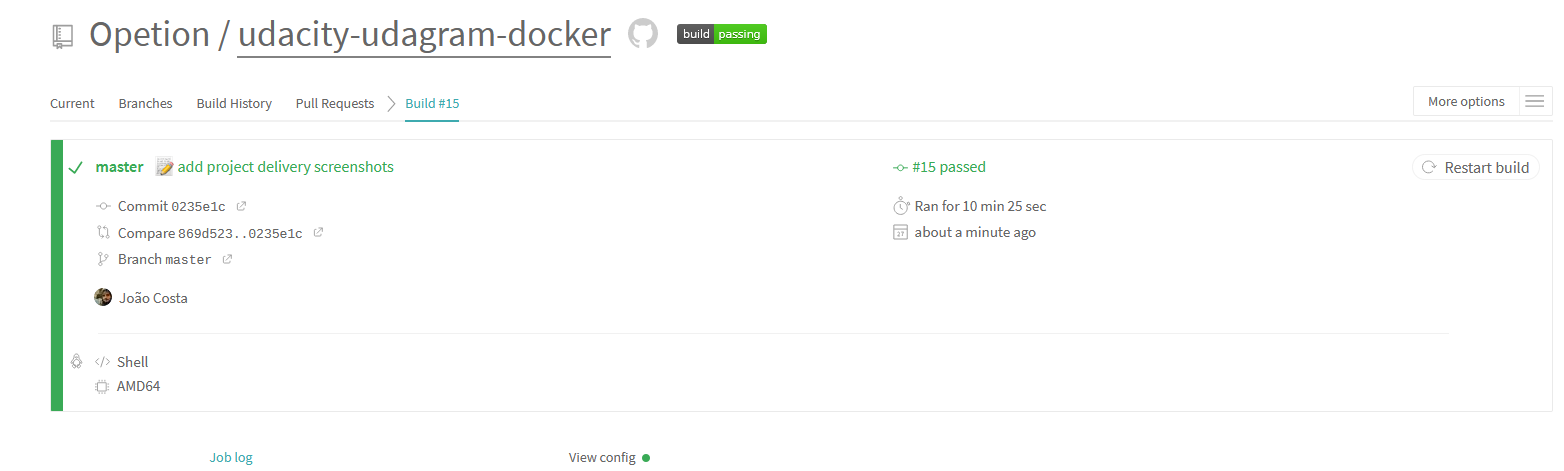 Opetion / udacity-udagram-docker build passing
Current Branches Build History Pull Requests Build #15 More options
master add project delivery screenshots #15 passed Restart build
Commit 0235e1c Ran for 10 min 25 sec
Compare 869d523..0235e1c about a minute ago
27
Branch master
João Costa
</> Shell
AMD64
Job log View config